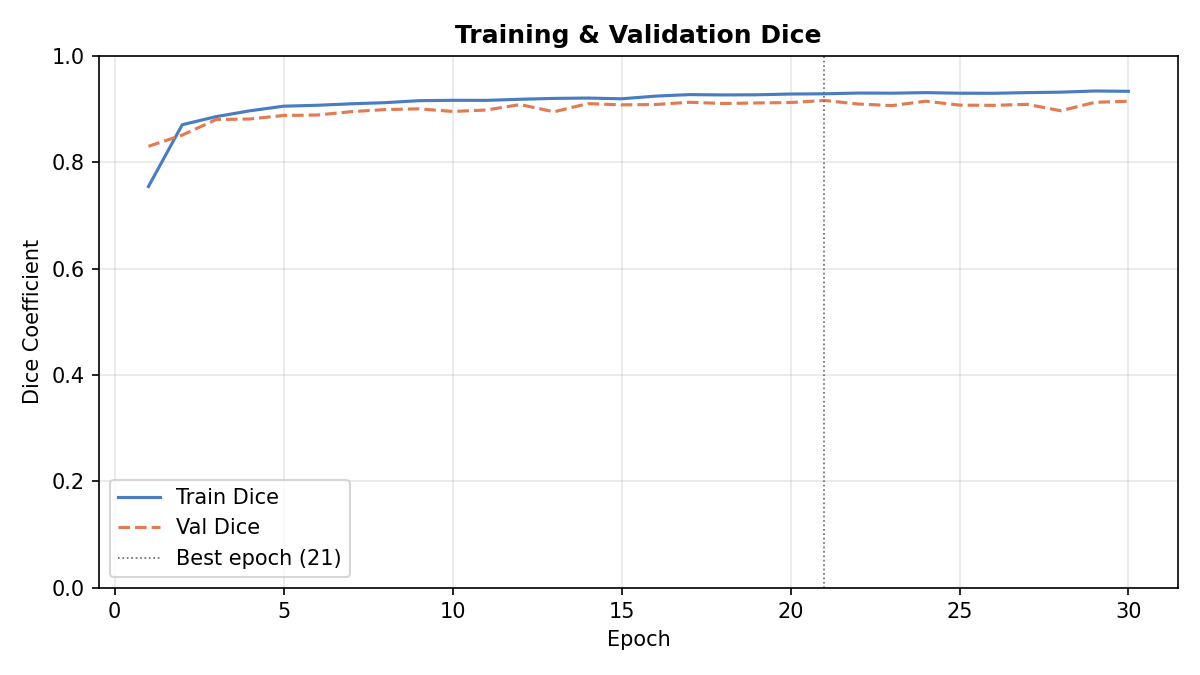 Training & Validation Dice
Dice Coefficient
1.0
0.8
0.6
0.4
0.2
0.0
Train Dice
Val Dice
Best epoch (21)
0 5 10 15 20 25 30
Epoch